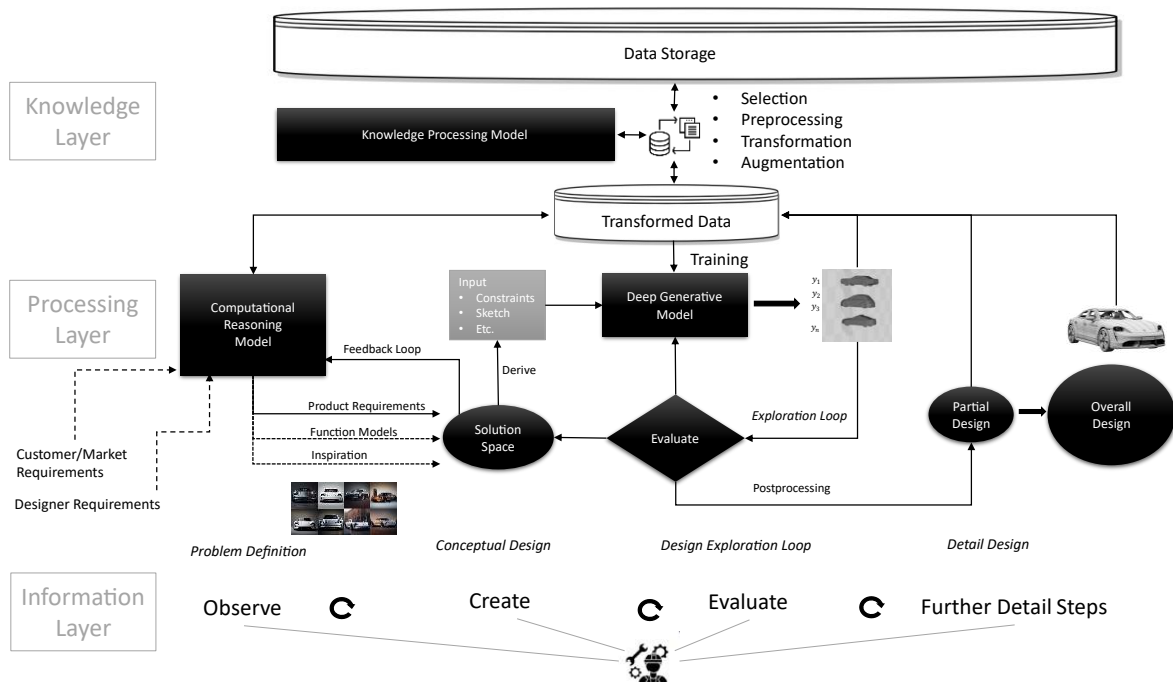 Data Storage
Knowledge
Layer
Knowledge Processing Model
• Selection
• Preprocessing
• Transformation
• Augmentation
Transformed Data
Training
Processing
Layer
Computational
Reasoning
Model
Input
• Constraints
• Sketch
• Etc.
Deep Generative
Model
y₁
y₂
y₃
yₙ
Feedback Loop
Derive
Product Requirements
Function Models
Inspiration
Solution
Space
Evaluate
Exploration Loop
Partial
Design
Overall
Design
Customer/Market
Requirements
Designer Requirements
Postprocessing
Problem Definition
Conceptual Design
Design Exploration Loop
Detail Design
Information
Layer
Observe
Create
Evaluate
Further Detail Steps